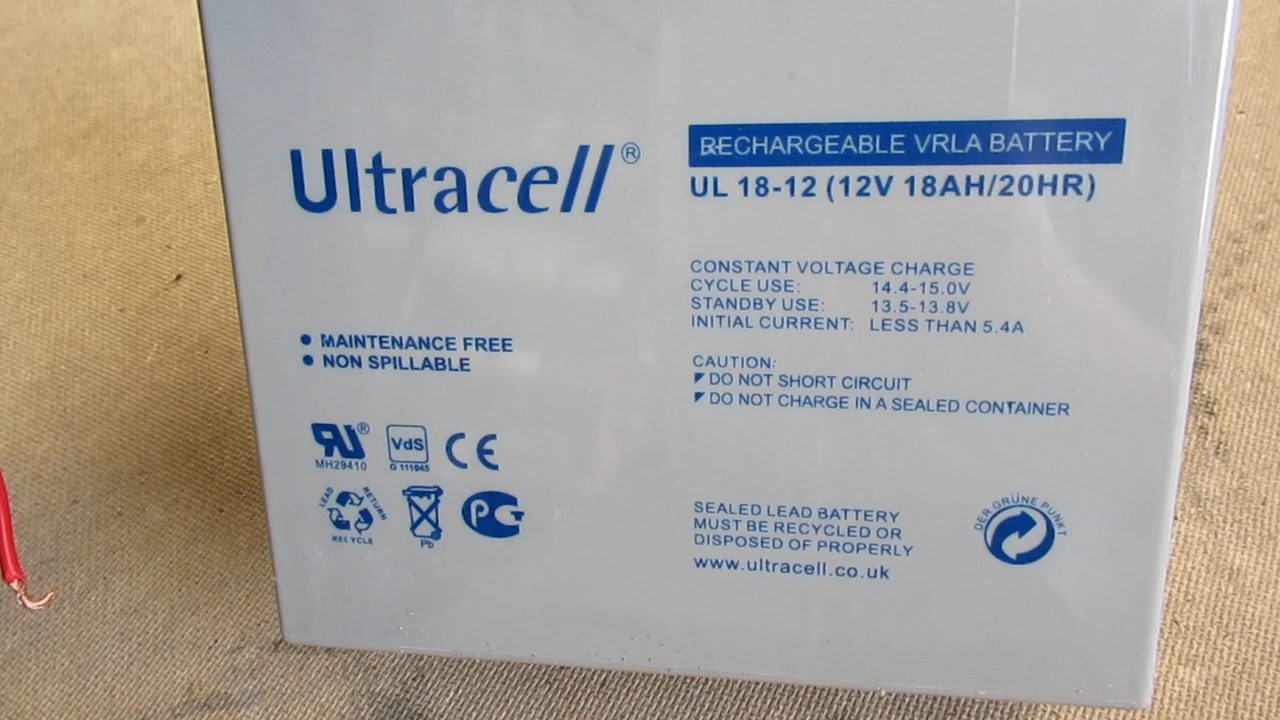 Ultracell®
RECHARGEABLE VRLA BATTERY
UL 18-12 (12V 18AH/20HR)
CONSTANT VOLTAGE CHARGE
CYCLE USE: 14.4-15.0V
STANDBY USE: 13.5-13.8V
INITIAL CURRENT: LESS THAN 5.4A
• MAINTENANCE FREE
• NON SPILLABLE
CAUTION:
DO NOT SHORT CIRCUIT
DO NOT CHARGE IN A SEALED CONTAINER
RU®
MH29410
VdS
G 111045
CE
LEAD
RETURN
RECYCLE
Pb
PG
SEALED LEAD BATTERY
MUST BE RECYCLED OR
DISPOSED OF PROPERLY
www.ultracell.co.uk
DER GRÜNE PUNKT